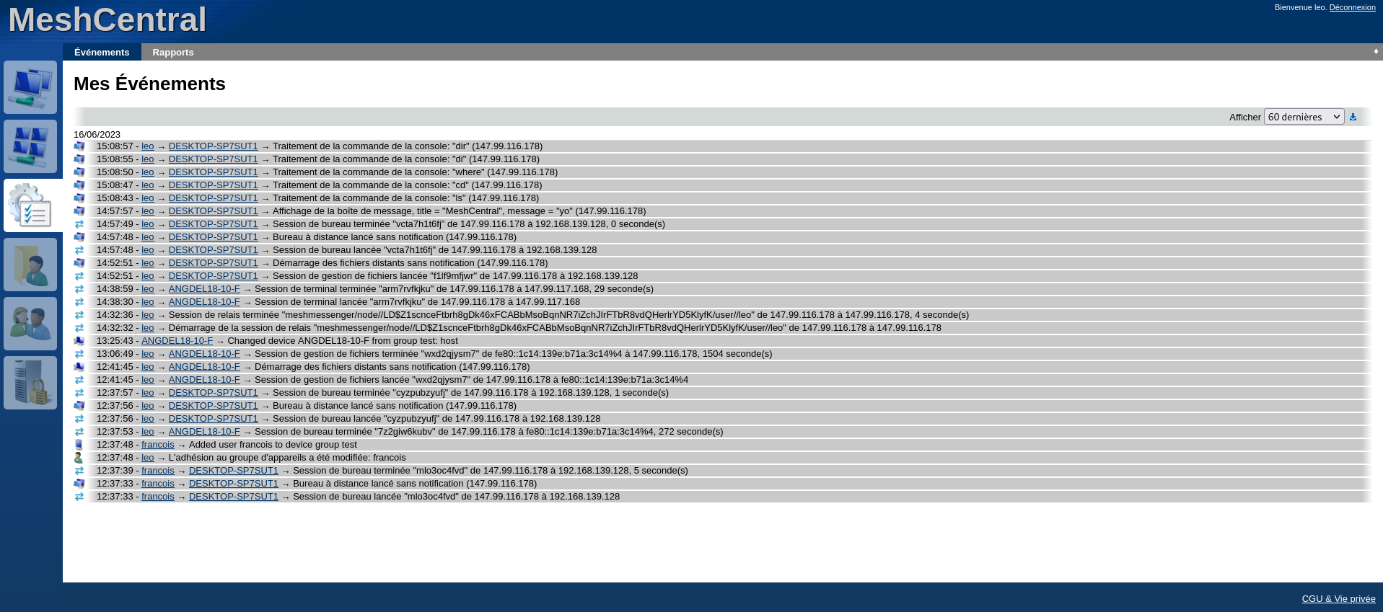 MeshCentral
Bienvenue leo. Déconnexion
Événements Rapports
Mes Événements
Afficher 60 dernières
16/06/2023
15:08:57 - leo → DESKTOP-SP7SUT1 → Traitement de la commande de la console: "dir" (147.99.116.178)
15:08:55 - leo → DESKTOP-SP7SUT1 → Traitement de la commande de la console: "di" (147.99.116.178)
15:08:50 - leo → DESKTOP-SP7SUT1 → Traitement de la commande de la console: "where" (147.99.116.178)
15:08:47 - leo → DESKTOP-SP7SUT1 → Traitement de la commande de la console: "cd" (147.99.116.178)
15:08:43 - leo → DESKTOP-SP7SUT1 → Traitement de la commande de la console: "ls" (147.99.116.178)
14:57:57 - leo → DESKTOP-SP7SUT1 → Affichage de la boîte de message, title = "MeshCentral", message = "yo" (147.99.116.178)
14:57:49 - leo → DESKTOP-SP7SUT1 → Session de bureau terminée "vcta7h1t6fj" de 147.99.116.178 à 192.168.139.128, 0 seconde(s)
14:57:48 - leo → DESKTOP-SP7SUT1 → Bureau à distance lancé sans notification (147.99.116.178)
14:57:48 - leo → DESKTOP-SP7SUT1 → Session de bureau lancée "vcta7h1t6fj" de 147.99.116.178 à 192.168.139.128
14:52:51 - leo → DESKTOP-SP7SUT1 → Démarrage des fichiers distants sans notification (147.99.116.178)
14:52:51 - leo → DESKTOP-SP7SUT1 → Session de gestion de fichiers lancée "f1lf9mfjwr" de 147.99.116.178 à 192.168.139.128
14:38:59 - leo → ANGDEL18-10-F → Session de terminal terminée "arm7rvfkjku" de 147.99.116.178 à 147.99.117.168, 29 seconde(s)
14:38:30 - leo → ANGDEL18-10-F → Session de terminal lancée "arm7rvfkjku" de 147.99.116.178 à 147.99.117.168
14:32:36 - leo → Session de relais terminée "meshmessenger/node//LD$Z1scnceFtbrh8gDk46xFCABbMsoBqnNR7iZchJIrFTbR8vdQHerlrYD5KlyfK/user//leo" de 147.99.116.178 à 147.99.116.178, 4 seconde(s)
14:32:32 - leo → Démarrage de la session de relais "meshmessenger/node//LD$Z1scnceFtbrh8gDk46xFCABbMsoBqnNR7iZchJIrFTbR8vdQHerlrYD5KlyfK/user//leo" de 147.99.116.178 à 147.99.116.178
13:25:43 - ANGDEL18-10-F → Changed device ANGDEL18-10-F from group test: host
13:06:49 - leo → ANGDEL18-10-F → Session de gestion de fichiers terminée "wxd2qjysm7" de fe80::1c14:139e:b71a:3c14%4 à 147.99.116.178, 1504 seconde(s)
12:41:45 - leo → ANGDEL18-10-F → Démarrage des fichiers distants sans notification (147.99.116.178)
12:41:45 - leo → ANGDEL18-10-F → Session de gestion de fichiers lancée "wxd2qjysm7" de 147.99.116.178 à fe80::1c14:139e:b71a:3c14%4
12:37:57 - leo → DESKTOP-SP7SUT1 → Session de bureau terminée "cyzpubzyufj" de 147.99.116.178 à 192.168.139.128, 1 seconde(s)
12:37:56 - leo → DESKTOP-SP7SUT1 → Bureau à distance lancé sans notification (147.99.116.178)
12:37:56 - leo → DESKTOP-SP7SUT1 → Session de bureau lancée "cyzpubzyufj" de 147.99.116.178 à 192.168.139.128
12:37:53 - leo → ANGDEL18-10-F → Session de bureau terminée "7z2giw6kubv" de 147.99.116.178 à fe80::1c14:139e:b71a:3c14%4, 272 seconde(s)
12:37:48 - francois → Added user francois to device group test
12:37:48 - leo → L'adhésion au groupe d'appareils a été modifiée: francois
12:37:39 - francois → DESKTOP-SP7SUT1 → Session de bureau terminée "mlo3oc4fvd" de 147.99.116.178 à 192.168.139.128, 5 seconde(s)
12:37:33 - francois → DESKTOP-SP7SUT1 → Bureau à distance lancé sans notification (147.99.116.178)
12:37:33 - francois → DESKTOP-SP7SUT1 → Session de bureau lancée "mlo3oc4fvd" de 147.99.116.178 à 192.168.139.128
CGU & Vie privée